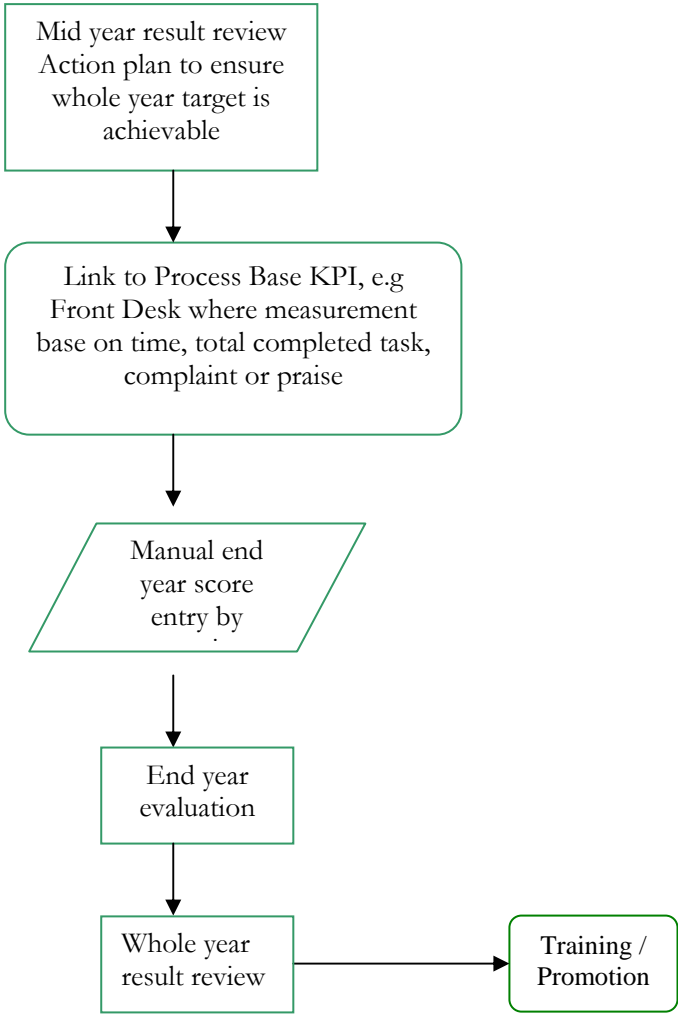 Mid year result review
Action plan to ensure
whole year target is
achievable
Link to Process Base KPI, e.g
Front Desk where measurement
base on time, total completed task,
complaint or praise
Manual end
year score
entry by
End year
evaluation
Whole year
result review
Training /
Promotion